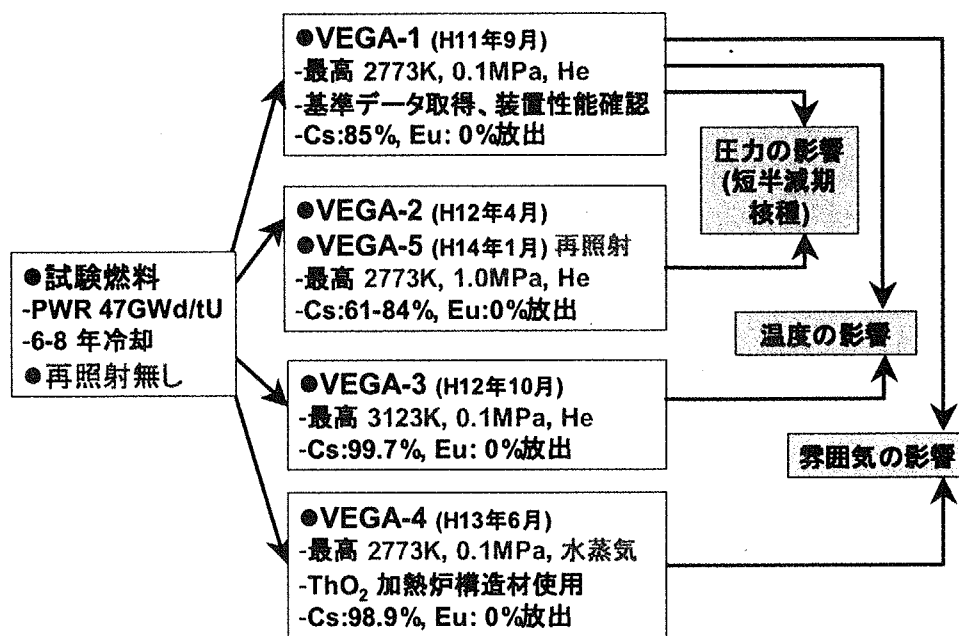 ●試験燃料
-PWR 47GWd/tU
-6-8 年冷却
●再照射無し
●VEGA-1 (H11年9月)
-最高 2773K, 0.1MPa, He
-基準データ取得、装置性能確認
-Cs:85%, Eu: 0%放出
●VEGA-2 (H12年4月)
●VEGA-5 (H14年1月) 再照射
-最高 2773K, 1.0MPa, He
-Cs:61-84%, Eu:0%放出
●VEGA-3 (H12年10月)
-最高 3123K, 0.1MPa, He
-Cs:99.7%, Eu: 0%放出
●VEGA-4 (H13年6月)
-最高 2773K, 0.1MPa, 水蒸気
-ThO₂ 加熱炉構造材使用
-Cs:98.9%, Eu: 0%放出
圧力の影響
(短半減期
核種)
温度の影響
雰囲気の影響